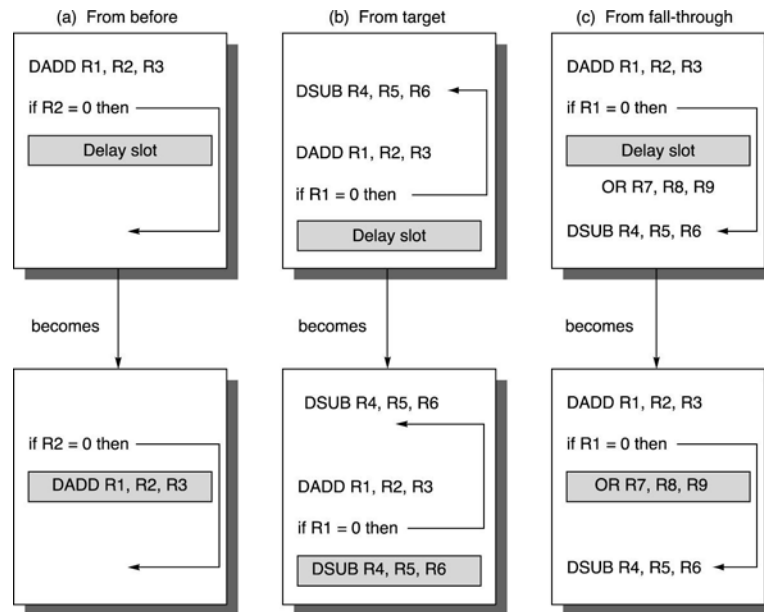 (a) From before
DADD R1, R2, R3
if R2 = 0 then
Delay slot
becomes
if R2 = 0 then
DADD R1, R2, R3
(b) From target
DSUB R4, R5, R6
DADD R1, R2, R3
if R1 = 0 then
Delay slot
becomes
DSUB R4, R5, R6
DADD R1, R2, R3
if R1 = 0 then
DSUB R4, R5, R6
(c) From fall-through
DADD R1, R2, R3
if R1 = 0 then
Delay slot
OR R7, R8, R9
DSUB R4, R5, R6
becomes
DADD R1, R2, R3
if R1 = 0 then
OR R7, R8, R9
DSUB R4, R5, R6